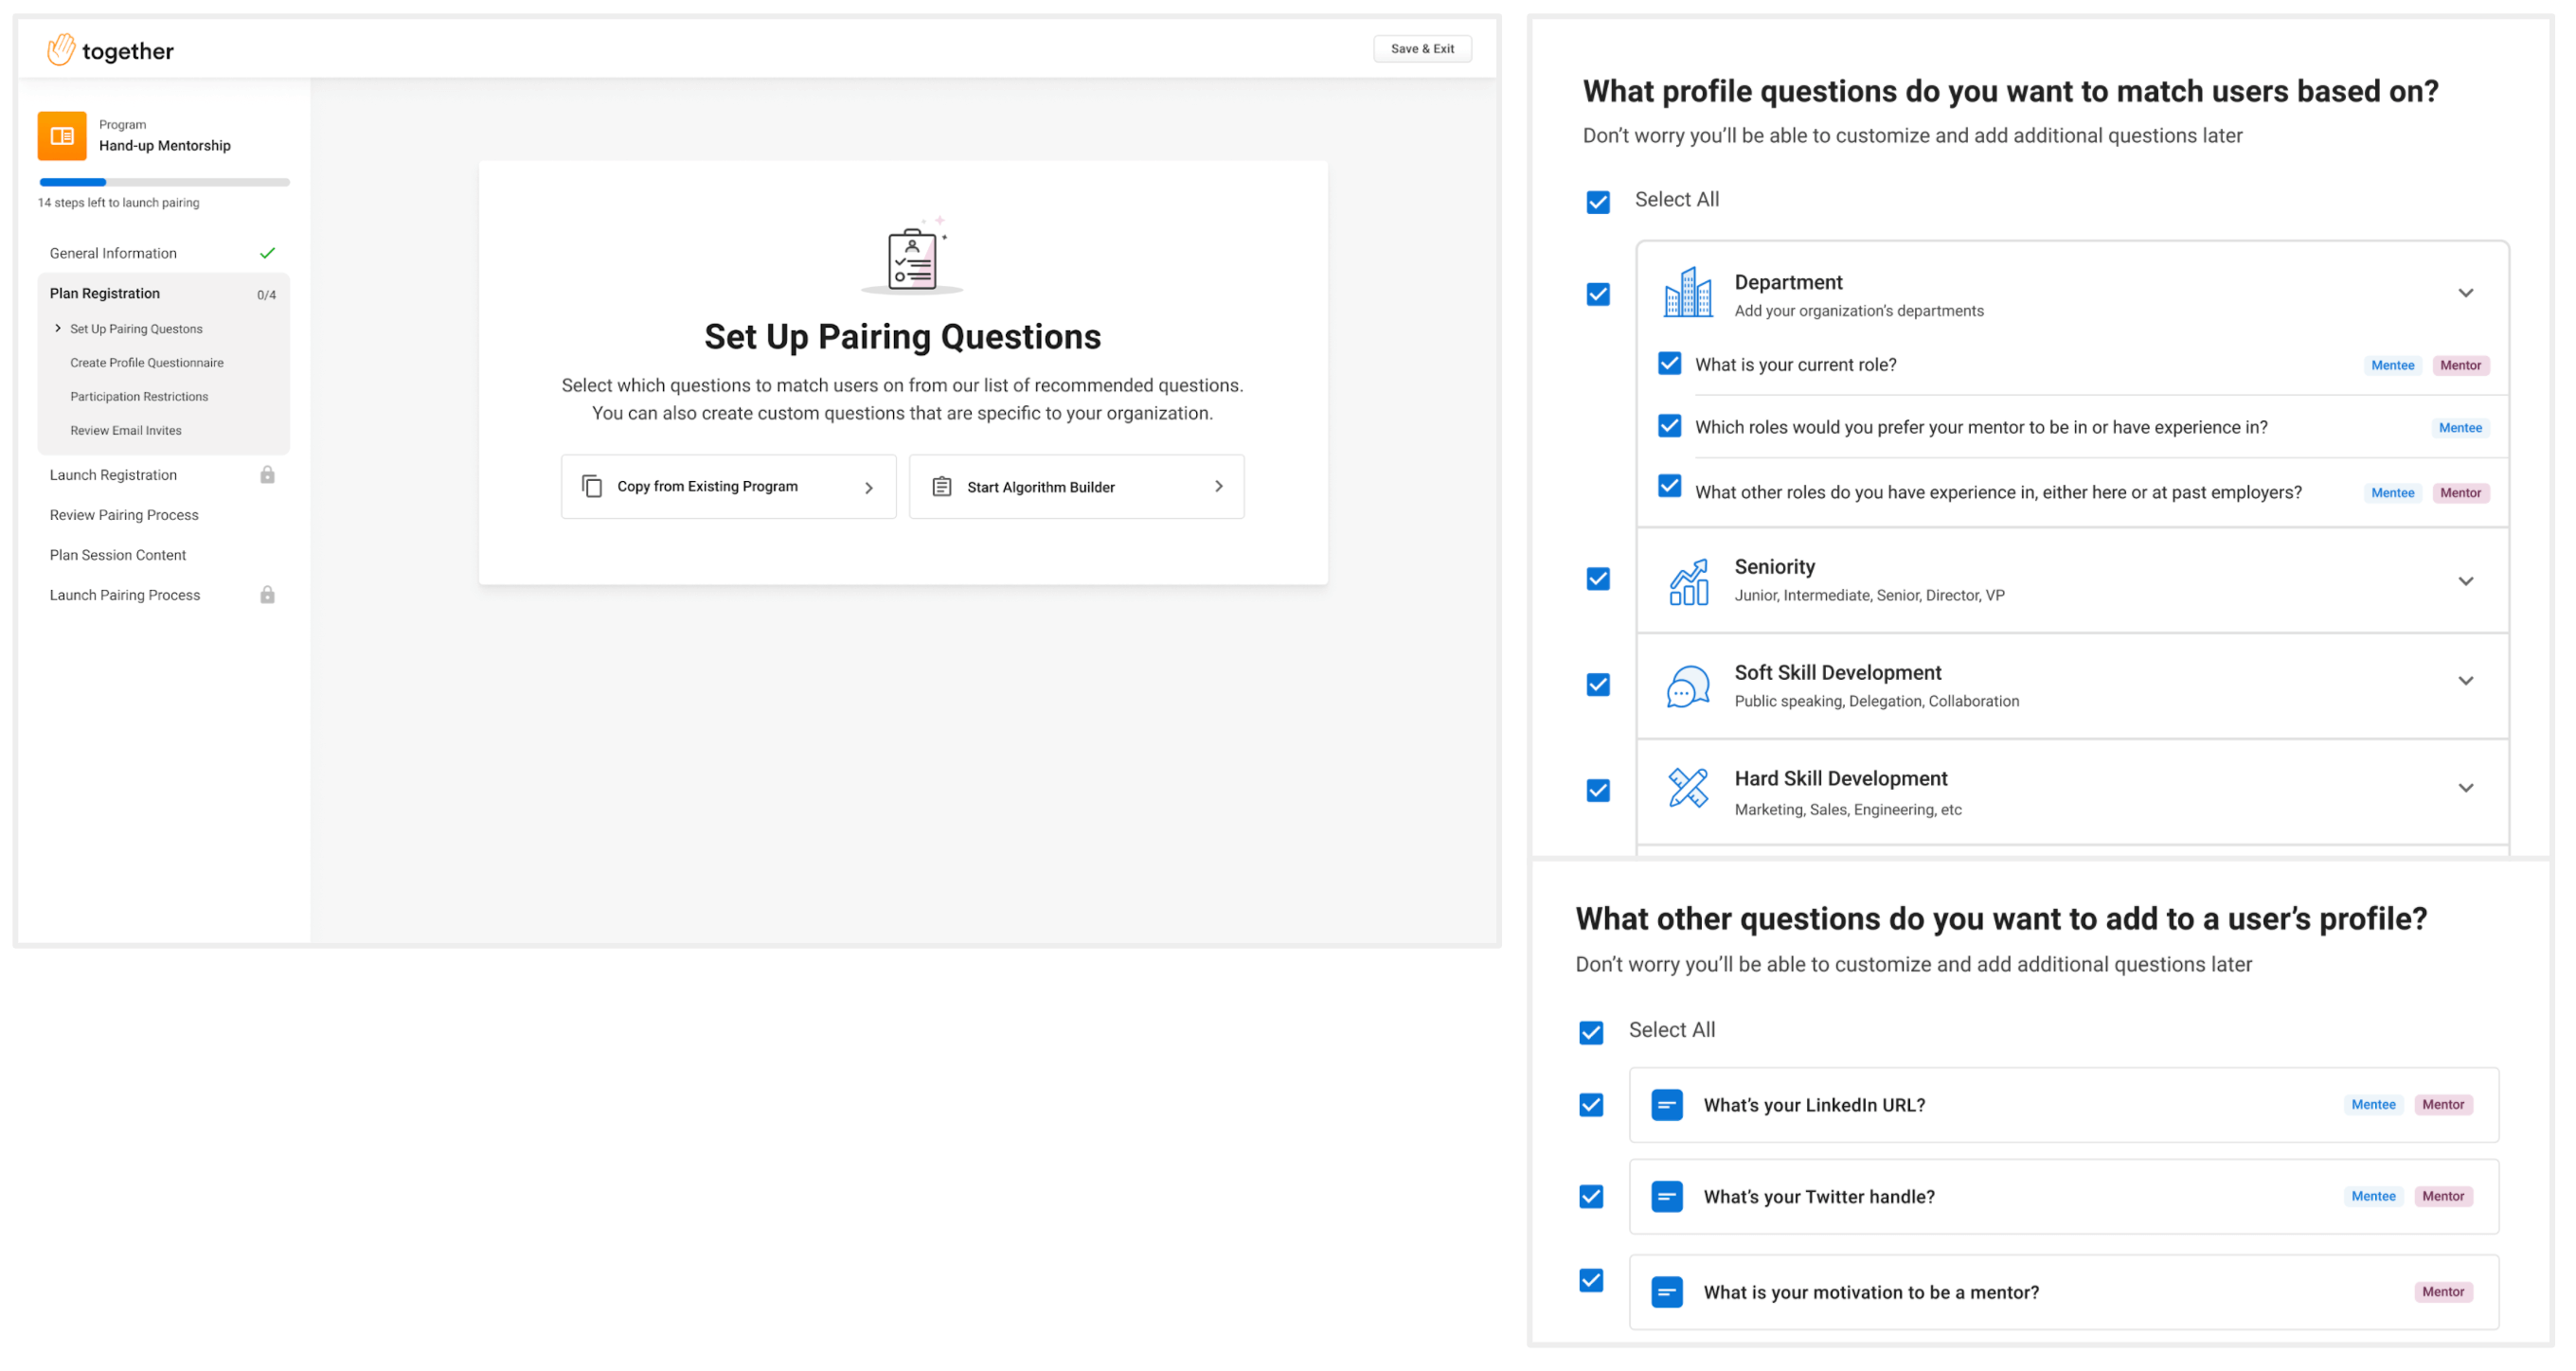 together
Save & Exit
Program
Hand-up Mentorship
14 steps left to launch pairing
General Information
Plan Registration 0/4
Set Up Pairing Questons
Create Profile Questionnaire
Participation Restrictions
Review Email Invites
Launch Registration
Review Pairing Process
Plan Session Content
Launch Pairing Process
Set Up Pairing Questions
Select which questions to match users on from our list of recommended questions.
You can also create custom questions that are specific to your organization.
Copy from Existing Program
Start Algorithm Builder
What profile questions do you want to match users based on?
Don’t worry you’ll be able to customize and add additional questions later
Select All
Department
Add your organization’s departments
What is your current role? Mentee Mentor
Which roles would you prefer your mentor to be in or have experience in? Mentee
What other roles do you have experience in, either here or at past employers? Mentee Mentor
Seniority
Junior, Intermediate, Senior, Director, VP
Soft Skill Development
Public speaking, Delegation, Collaboration
Hard Skill Development
Marketing, Sales, Engineering, etc
What other questions do you want to add to a user’s profile?
Don’t worry you’ll be able to customize and add additional questions later
Select All
What’s your LinkedIn URL? Mentee Mentor
What’s your Twitter handle? Mentee Mentor
What is your motivation to be a mentor? Mentor